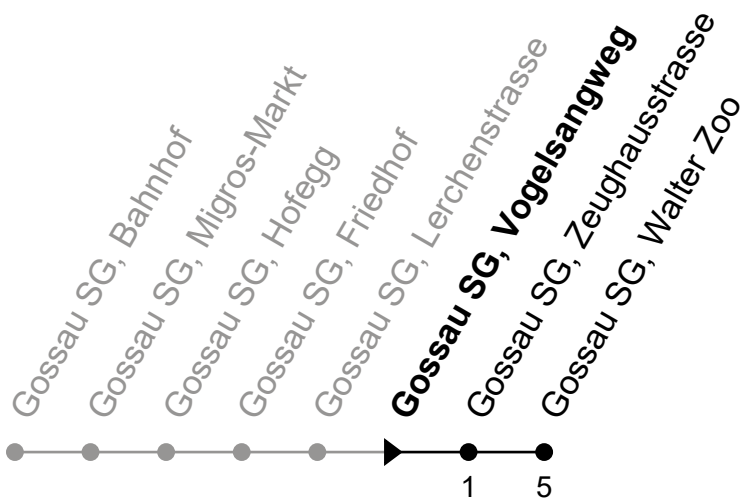 Gossau SG, Bahnhof
Gossau SG, Migros-Markt
Gossau SG, Hofegg
Gossau SG, Friedhof
Gossau SG, Lerchenstrasse
Gossau SG, Vogelsangweg
Gossau SG, Zeughausstrasse
Gossau SG, Walter Zoo
1 5